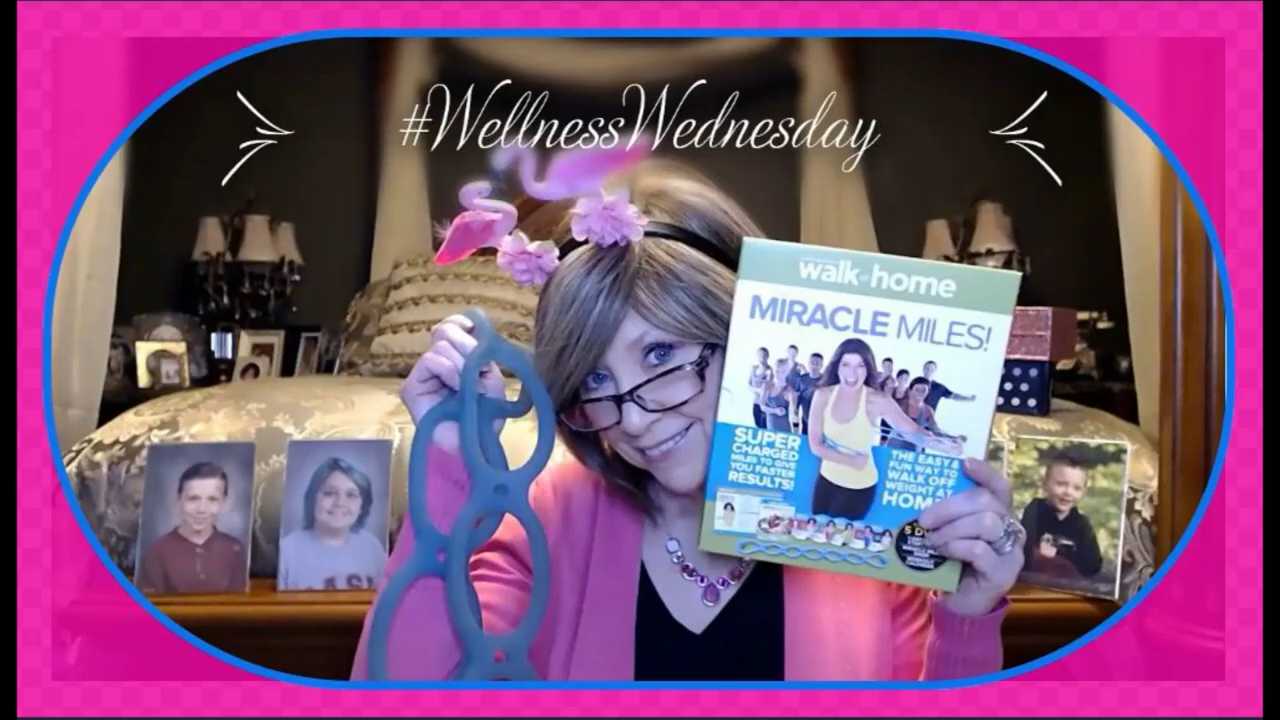 #WellnessWednesday
walk at home
MIRACLE MILES!
SUPER
CHARGED
MILES TO GIVE
YOU FASTER
RESULTS!
THE EASY &
FUN WAY TO
WALK OFF
WEIGHT AT
HOME